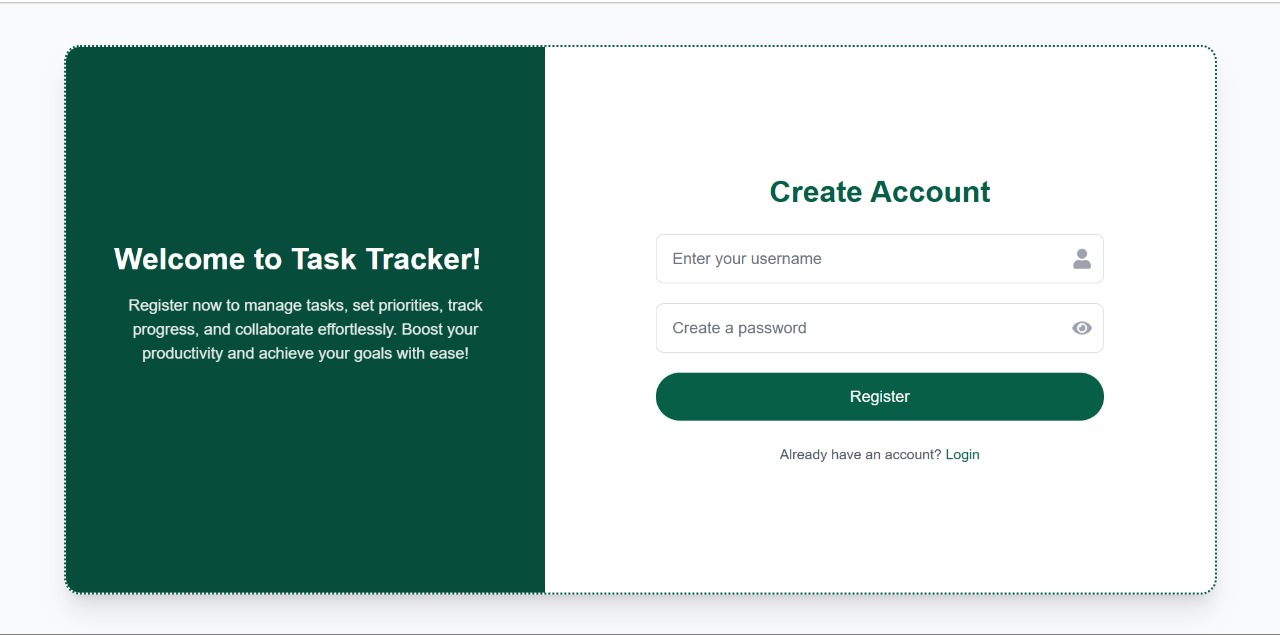 Welcome to Task Tracker!
Register now to manage tasks, set priorities, track
progress, and collaborate effortlessly. Boost your
productivity and achieve your goals with ease!
Create Account
Enter your username
Create a password
Register
Already have an account? Login